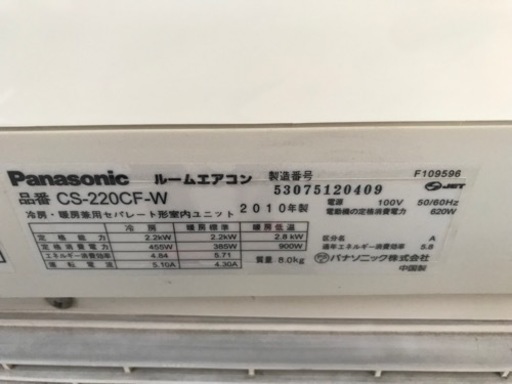 Panasonic ルームエアコン 製造番号 F109596
品番 CS-220CF-W 53075120409 JET
冷房・暖房兼用セパレート形室内ユニット 2010年製
電源 100V 50/60Hz
電動機の定格消費電力 620W
冷房 暖房標準 暖房低温
定格能力 2.2kW 2.2kW 2.8kW
定格消費電力 455W 385W 900W
エネルギー消費効率 4.84 5.71
運転電流 5.10A 4.30A
質量 8.0kg
区分名 A
通年エネルギー消費効率 5.8
パナソニック株式会社
中国製